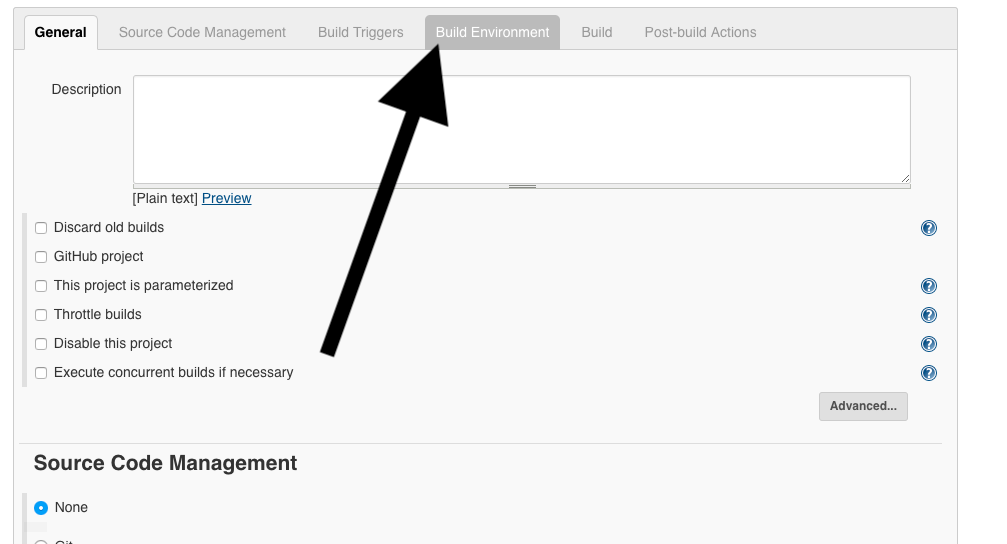 General Source Code Management Build Triggers Build Environment Build Post-build Actions
Description
[Plain text] Preview
Discard old builds
GitHub project
This project is parameterized
Throttle builds
Disable this project
Execute concurrent builds if necessary
Advanced...
Source Code Management
None